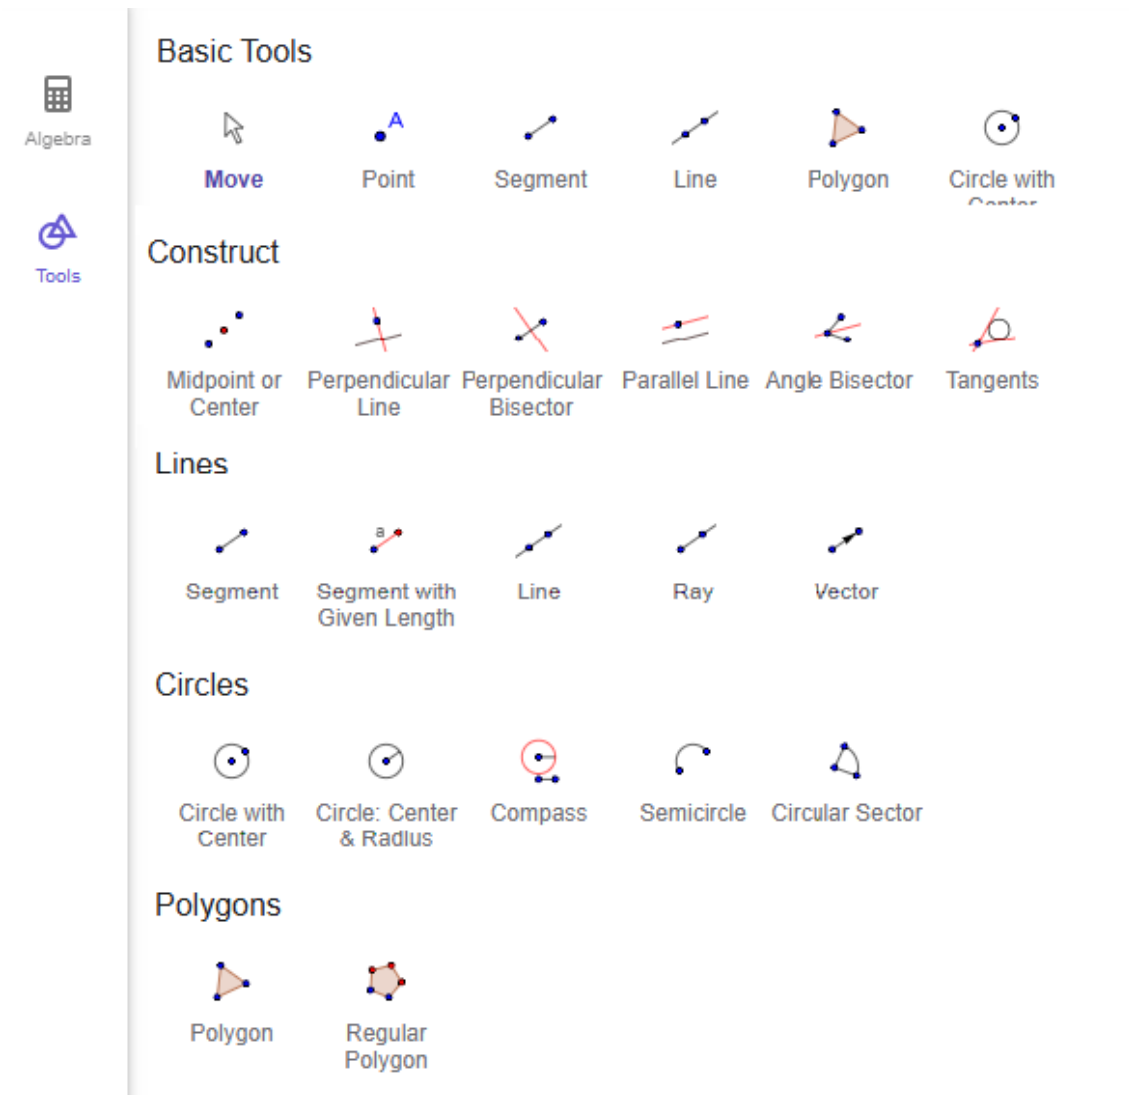 Basic Tools
Algebra
A
Move Point Segment Line Polygon Circle with
Center
Tools
Construct
Midpoint or Perpendicular Perpendicular Parallel Line Angle Bisector Tangents
Center Line Bisector
Lines
a
Segment Segment with Line Ray Vector
Given Length
Circles
Circle with Circle: Center Compass Semicircle Circular Sector
Center & Radius
Polygons
Polygon Regular
Polygon